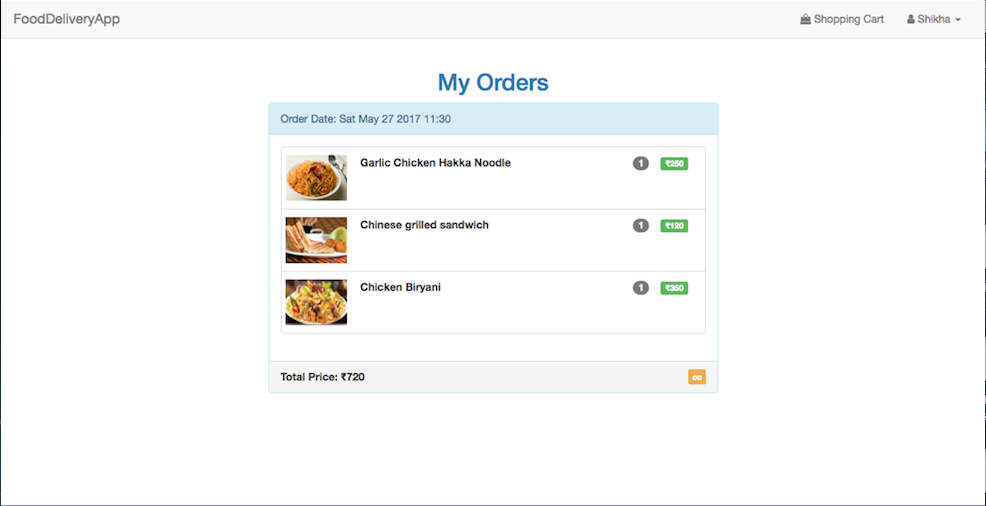 FoodDeliveryApp Shopping Cart Shikha
My Orders
Order Date: Sat May 27 2017 11:30
Garlic Chicken Hakka Noodle 1 ₹250
Chinese grilled sandwich 1 ₹120
Chicken Biryani 1 ₹350
Total Price: ₹720 cc